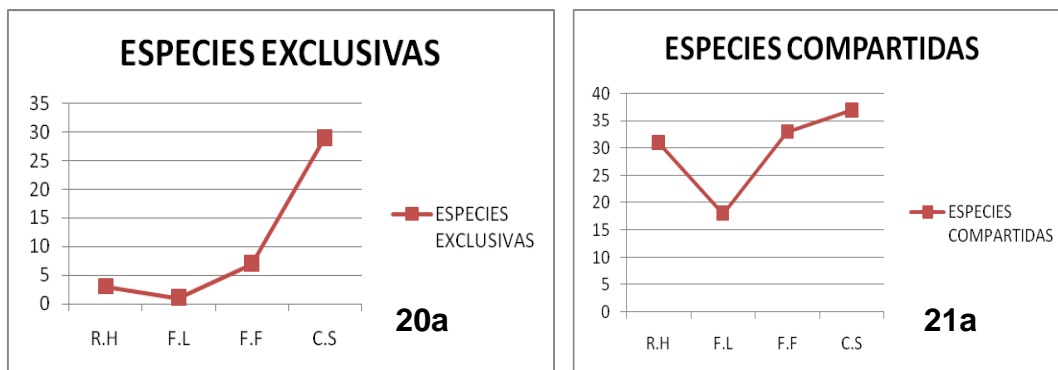 ESPECIES EXCLUSIVAS
35
30
25
20
15
10
5
0
R.H F.L F.F C.S
ESPECIES
EXCLUSIVAS
20a
ESPECIES COMPARTIDAS
40
35
30
25
20
15
10
5
0
R.H F.L F.F C.S
ESPECIES
COMPARTIDAS
21a